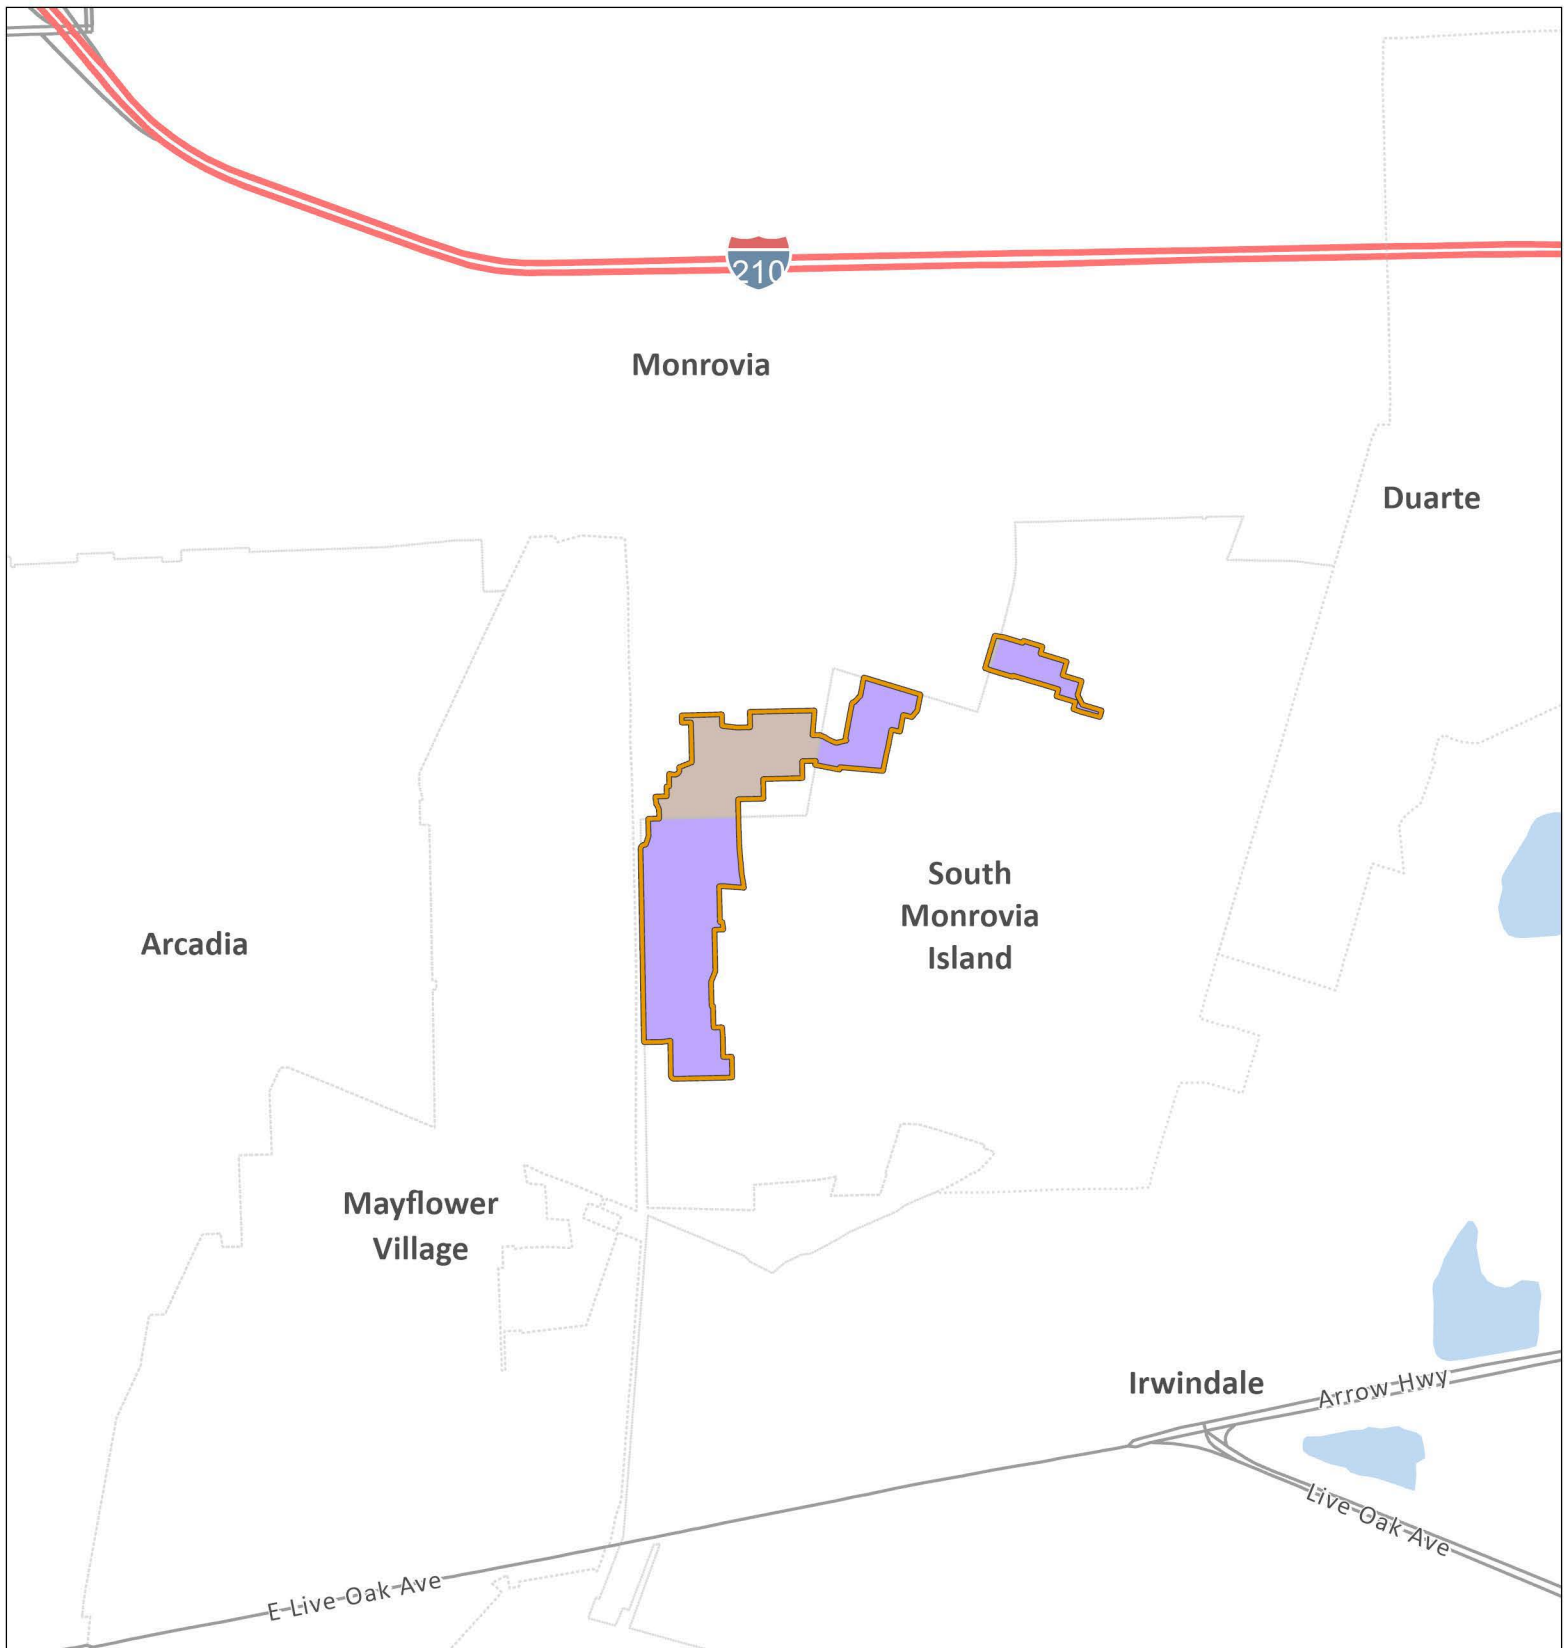 210
Monrovia
Duarte
South
Monrovia
Island
Arcadia
Mayflower
Village
Irwindale
Arrow Hwy
Live Oak Ave
E Live Oak Ave